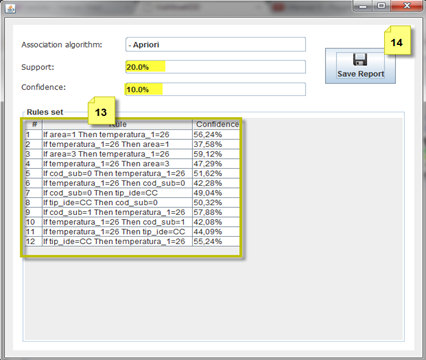 Association algorithm: - Apriori
14
Support: 20.0%
Save Report
Confidence: 10.0%
13
Rules set
# Rule Confidence
1 If area=1 Then temperatura_1=26 56,24%
2 If temperatura_1=26 Then area=1 37,58%
3 If area=3 Then temperatura_1=26 59,12%
4 If temperatura_1=26 Then area=3 47,29%
5 If cod_sub=0 Then temperatura_1=26 51,62%
6 If temperatura_1=26 Then cod_sub=0 42,28%
7 If cod_sub=0 Then tip_ide=CC 49,04%
8 If tip_ide=CC Then cod_sub=0 50,32%
9 If cod_sub=1 Then temperatura_1=26 57,88%
10 If temperatura_1=26 Then cod_sub=1 42,08%
11 If temperatura_1=26 Then tip_ide=CC 44,09%
12 If tip_ide=CC Then temperatura_1=26 55,24%